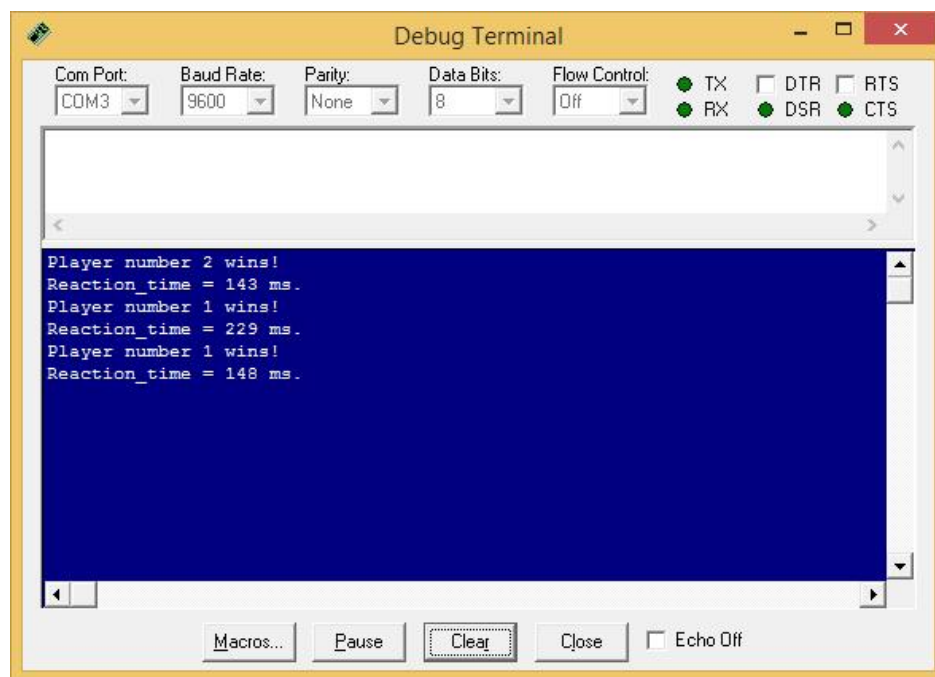 Debug Terminal
Com Port: Baud Rate: Parity: Data Bits: Flow Control:
COM3 9600 None 8 Off
TX DTR RTS
RX DSR CTS
Player number 2 wins!
Reaction_time = 143 ms.
Player number 1 wins!
Reaction_time = 229 ms.
Player number 1 wins!
Reaction_time = 148 ms.
Macros... Pause Clear Close Echo Off